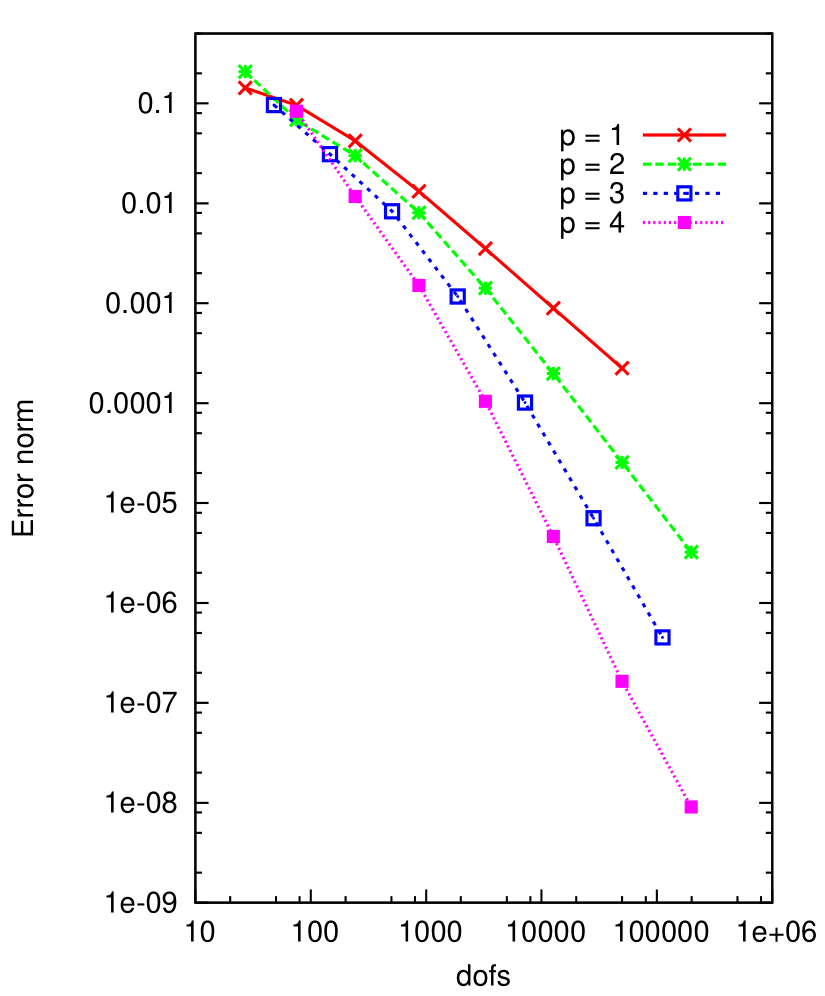 0.1
0.01
0.001
0.0001
1e-05
1e-06
1e-07
1e-08
1e-09
Error norm
p = 1
p = 2
p = 3
p = 4
10 100 1000 10000 100000 1e+06
dofs